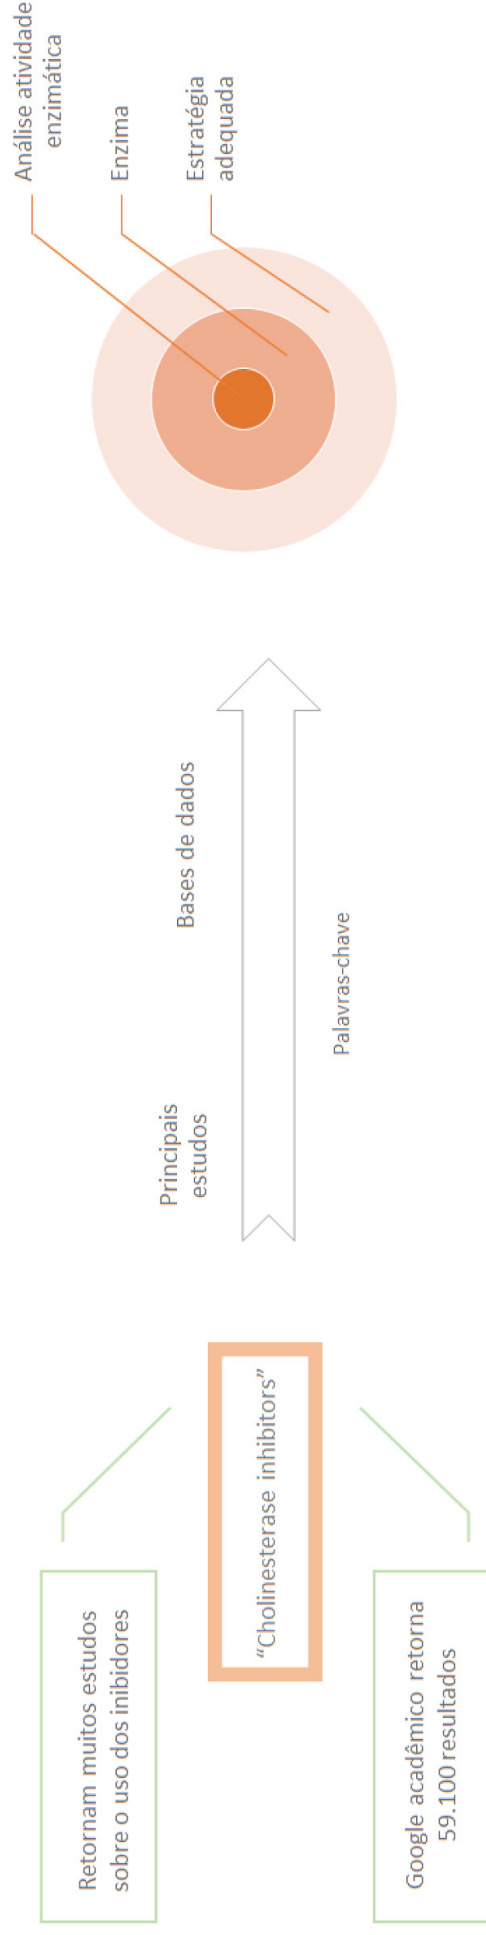 Retornam muitos estudos
sobre o uso dos inibidores
“Cholinesterase inhibitors”
Google acadêmico retorna
59.100 resultados
Principais
estudos
Bases de dados
Palavras-chave
Análise atividade
enzimática
Enzima
Estratégia
adequada